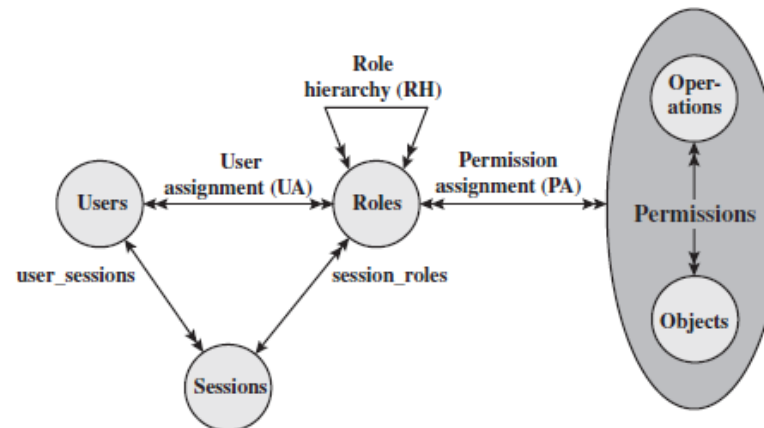 Role
hierarchy (RH)
Oper-
ations
User
assignment (UA)
Permission
assignment (PA)
Users
Roles
Permissions
user_sessions
session_roles
Objects
Sessions